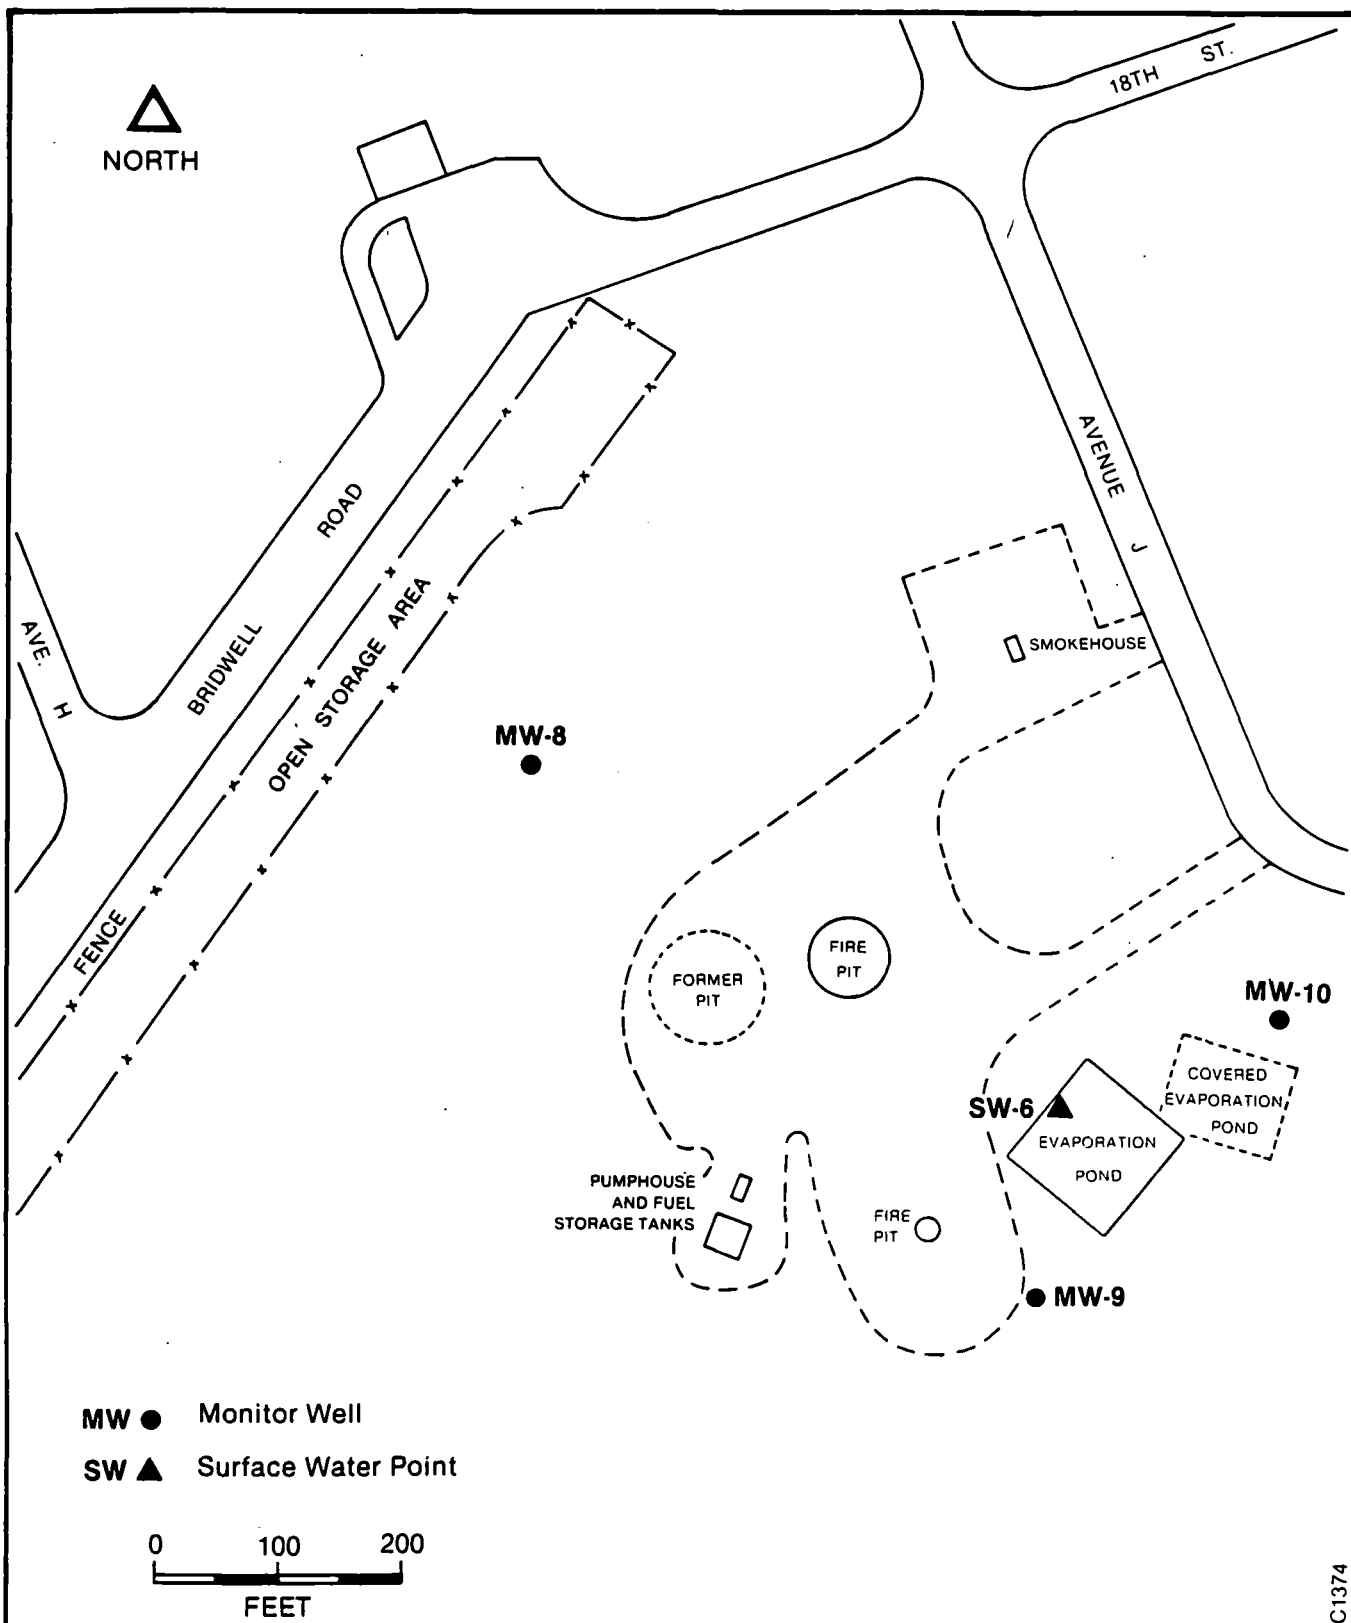 18TH ST.
NORTH
AVENUE J
ROAD
BRIDWELL
AVE. H
OPEN STORAGE AREA
FENCE
SMOKEHOUSE
MW-8
FORMER
PIT
FIRE
PIT
MW-10
COVERED
EVAPORATION
POND
SW-6
EVAPORATION
POND
PUMPHOUSE
AND FUEL
STORAGE TANKS
FIRE
PIT
MW-9
MW Monitor Well
SW Surface Water Point
0 100 200
FEET
C1374